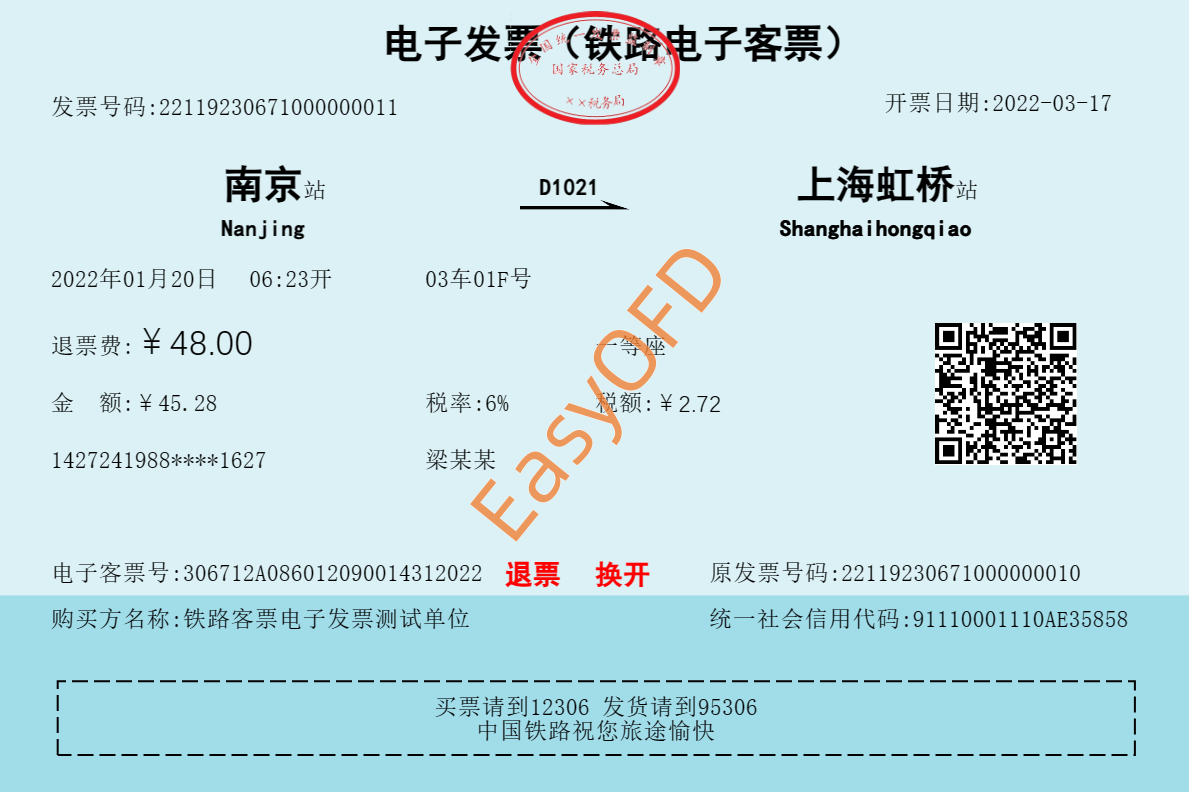 电子发票（铁路电子客票）
全国统一发票监制章
国家税务总局
××税务局
发票号码:22119230671000000011
开票日期:2022-03-17
南京站
D1021
上海虹桥站
Nanjing
Shanghaihongqiao
2022年01月20日 06:23开 03车01F号
退票费:￥48.00 一等座
金 额:￥45.28 税率:6% 税额:￥2.72
1427241988****1627 梁某某
EasyOFD
电子客票号:306712A086012090014312022 退票 换开 原发票号码:22119230671000000010
购买方名称:铁路客票电子发票测试单位 统一社会信用代码:91110001110AE35858
买票请到12306 发货请到95306
中国铁路祝您旅途愉快